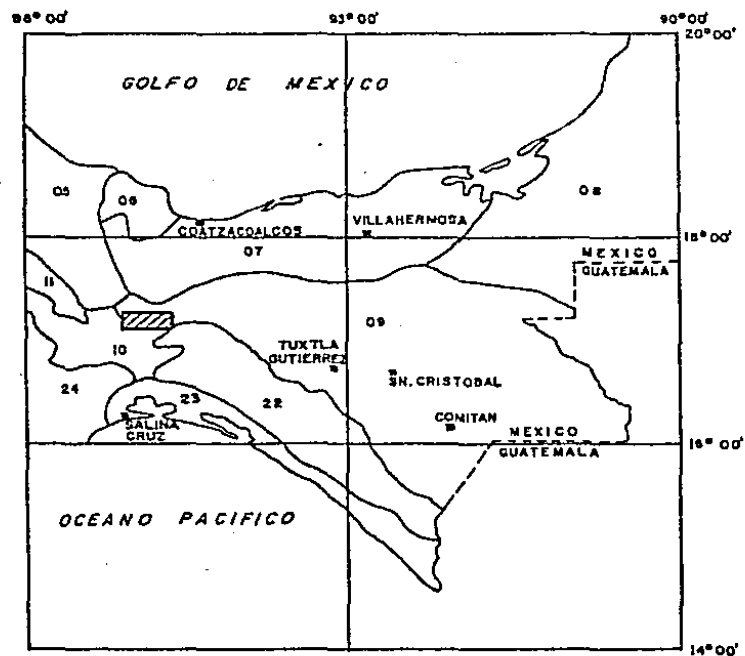 96° 00'
93° 00'
90° 00'
20° 00'
GOLFO DE MEXICO
05
06
08
COATZACOALCOS
VILLAHERMOSA
18° 00'
07
MEXICO
GUATEMALA
11
09
10
TUXTLA
GUTIERREZ
24
SN. CRISTOBAL
23
22
SALINA
CRUZ
COMITAN
MEXICO
16° 00'
GUATEMALA
OCEANO PACIFICO
14° 00'